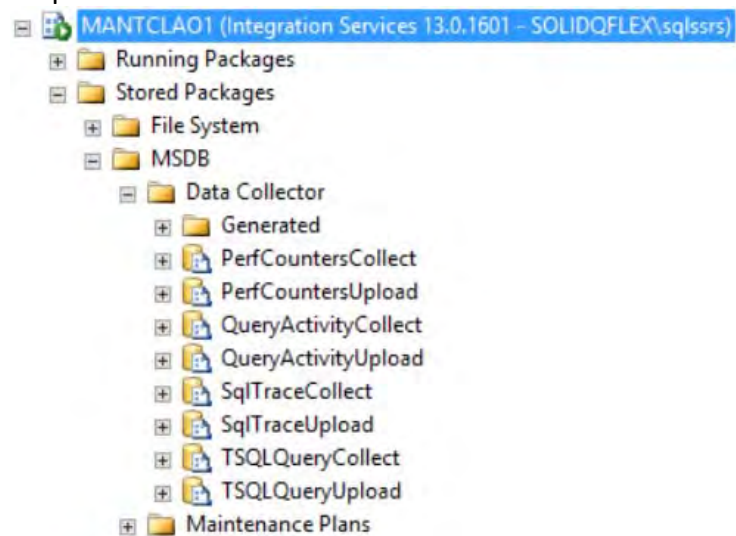 MANTCLAO1 (Integration Services 13.0.1601 - SOLIDQFLEX\sqlssrs)
Running Packages
Stored Packages
File System
MSDB
Data Collector
Generated
PerfCountersCollect
PerfCountersUpload
QueryActivityCollect
QueryActivityUpload
SqlTraceCollect
SqlTraceUpload
TSQLQueryCollect
TSQLQueryUpload
Maintenance Plans